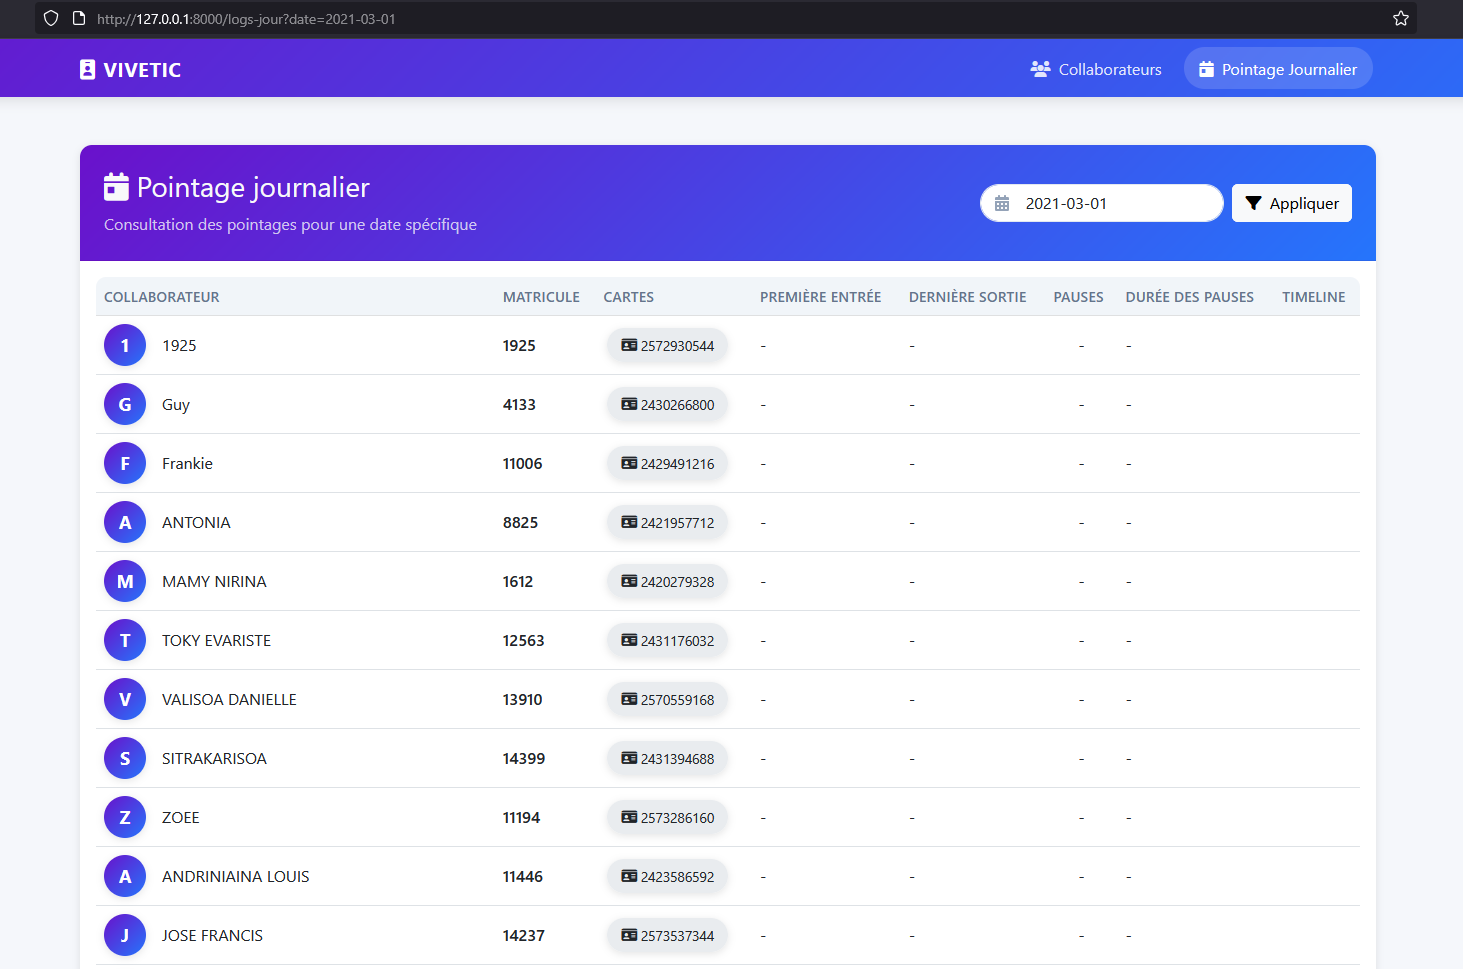 http://127.0.0.1:8000/logs-jour?date=2021-03-01
VIVETIC
Collaborateurs
Pointage Journalier
Pointage journalier
Consultation des pointages pour une date spécifique
2021-03-01
Appliquer
COLLABORATEUR MATRICULE CARTES PREMIÈRE ENTRÉE DERNIÈRE SORTIE PAUSES DURÉE DES PAUSES TIMELINE
1 1925 1925 2572930544 - - - -
G Guy 4133 2430266800 - - - -
F Frankie 11006 2429491216 - - - -
A ANTONIA 8825 2421957712 - - - -
M MAMY NIRINA 1612 2420279328 - - - -
T TOKY EVARISTE 12563 2431176032 - - - -
V VALISOA DANIELLE 13910 2570559168 - - - -
S SITRAKARISOA 14399 2431394688 - - - -
Z ZOEE 11194 2573286160 - - - -
A ANDRINIAINA LOUIS 11446 2423586592 - - - -
J JOSE FRANCIS 14237 2573537344 - - - -